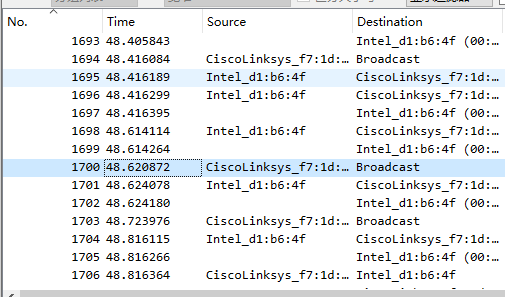 No. Time Source Destination
1693 48.405843 Intel_d1:b6:4f (00:…
1694 48.416084 CiscoLinksys_f7:1d:… Broadcast
1695 48.416189 Intel_d1:b6:4f CiscoLinksys_f7:1d:…
1696 48.416299 Intel_d1:b6:4f CiscoLinksys_f7:1d:…
1697 48.416395 Intel_d1:b6:4f (00:…
1698 48.614114 Intel_d1:b6:4f CiscoLinksys_f7:1d:…
1699 48.614264 Intel_d1:b6:4f (00:…
1700 48.620872 CiscoLinksys_f7:1d:… Broadcast
1701 48.624078 Intel_d1:b6:4f CiscoLinksys_f7:1d:…
1702 48.624180 Intel_d1:b6:4f (00:…
1703 48.723976 CiscoLinksys_f7:1d:… Broadcast
1704 48.816115 Intel_d1:b6:4f CiscoLinksys_f7:1d:…
1705 48.816266 Intel_d1:b6:4f (00:…
1706 48.816364 CiscoLinksys_f7:1d:… Intel_d1:b6:4f